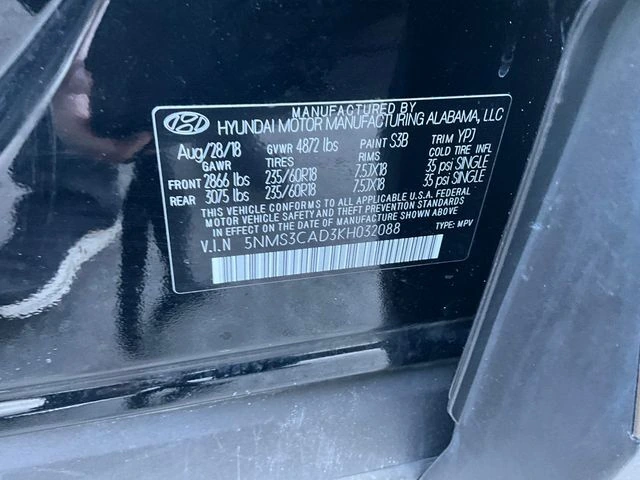 MANUFACTURED BY
HYUNDAI MOTOR MANUFACTURING ALABAMA, LLC
Aug/28/18 GVWR 4872 lbs PAINT S3B TRIM YPJ
GAWR TIRES RIMS COLD TIRE INFL
FRONT 2866 lbs 235/60R18 7.5JX18 35 psi SINGLE
REAR 3075 lbs 235/60R18 7.5JX18 35 psi SINGLE
THIS VEHICLE CONFORMS TO ALL APPLICABLE U.S.A. FEDERAL
MOTOR VEHICLE SAFETY STANDARDS
IN EFFECT ON THE DATE OF MANUFACTURE SHOWN ABOVE.
V.I.N 5NMS3CAD3KH032088 TYPE: MPV